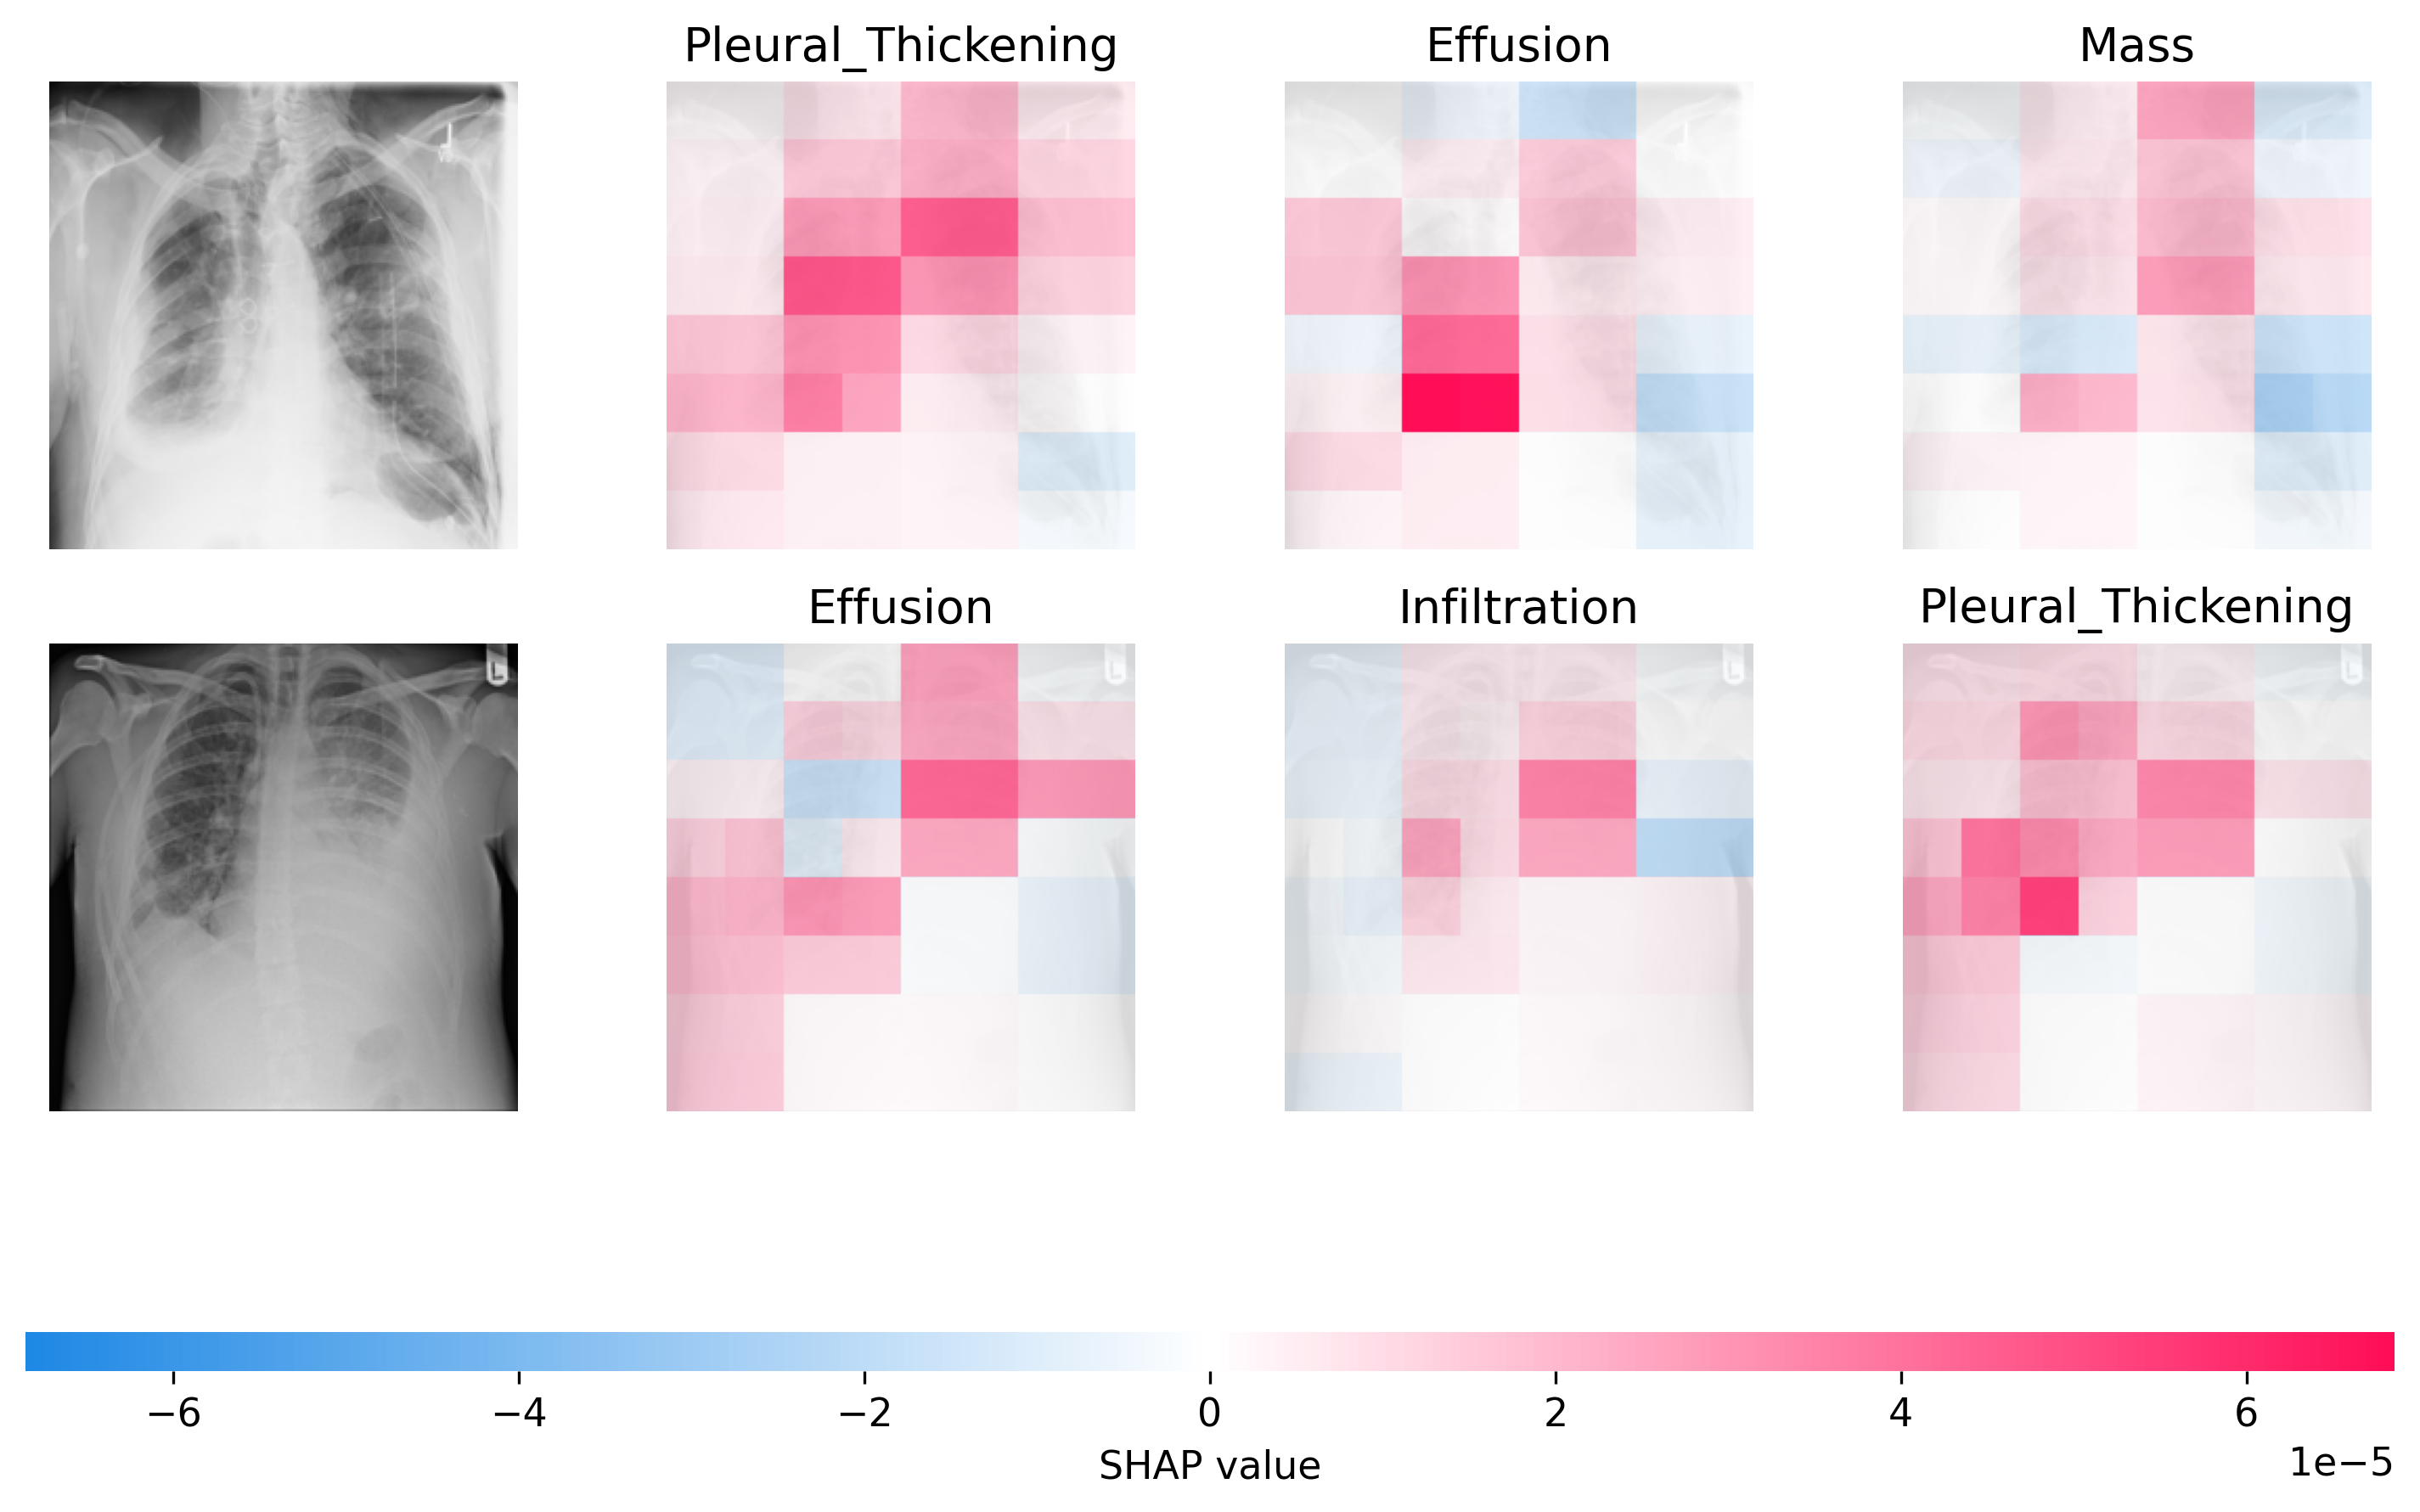 Pleural_Thickening Effusion Mass
L
Effusion Infiltration Pleural_Thickening
L L L L
−6 −4 −2 0 2 4 6
SHAP value 1e−5